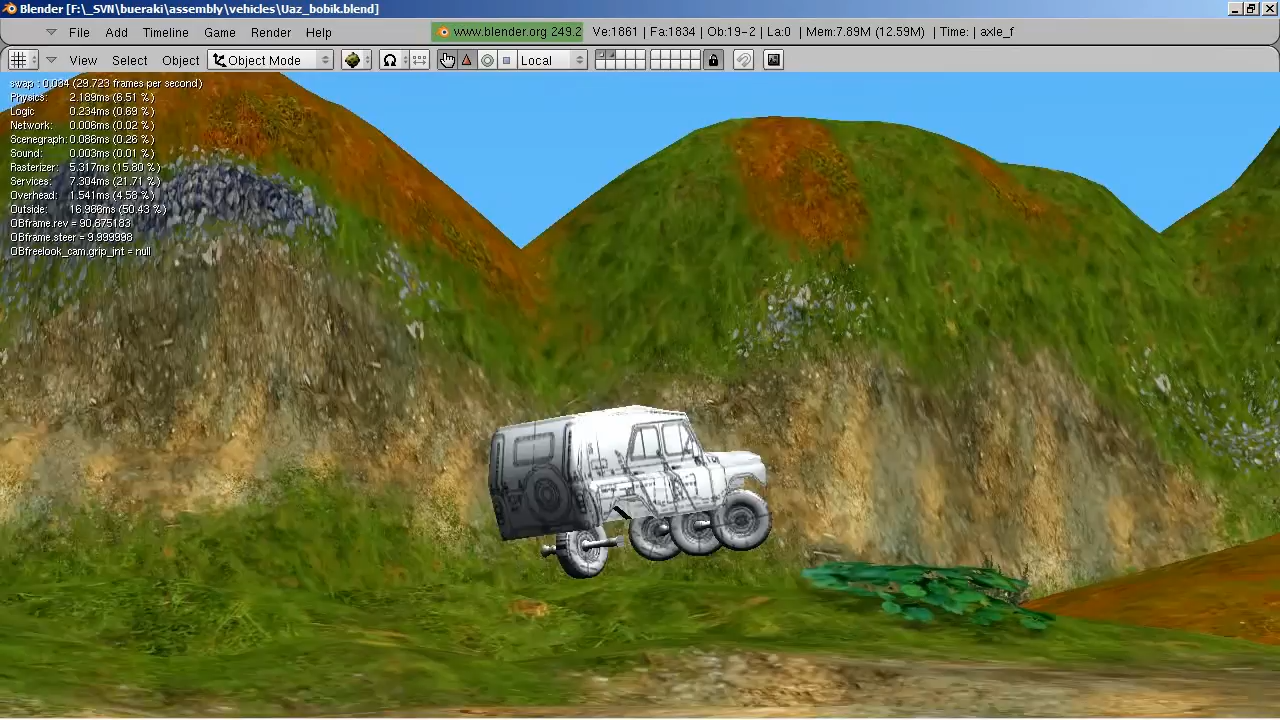 Blender [F:\_SVN\bueraki\assembly\vehicles\Uaz_bobik.blend]
File Add Timeline Game Render Help www.blender.org 249.2 Ve:1861 | Fa:1834 | Ob:19-2 | La:0 | Mem:7.89M (12.59M) | Time: | axle_f
View Select Object Object Mode Local
swap : 0.034 (29.723 frames per second)
Physics: 2.189ms (6.51 %)
Logic 0.234ms (0.69 %)
Network: 0.006ms (0.02 %)
Scenegraph: 0.086ms (0.26 %)
Sound: 0.003ms (0.01 %)
Rasterizer: 5.317ms (15.80 %)
Services: 7.304ms (21.71 %)
Overhead: 1.541ms (4.58 %)
Outside: 16.966ms (50.43 %)
OBframe.rev = 90.675183
OBframe.steer = 9.999998
OBfreelook_cam.grip_jnt = null